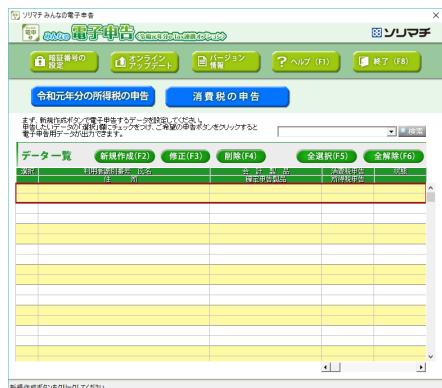 ソリマチ みんなの電子申告
みんなの 電子申告 ソリマチ
暗証番号の設定 オンラインアップデート バージョン情報 ? ヘルプ (F1) 終了 (F8)
令和元年分の所得税の申告 消費税の申告
まず、新規作成ボタンで電子申告するデータを設定してください。
申告したいデータの「選択」欄にチェックをつけ、ご希望の申告ボタンをクリックすると
電子申告用データが出力できます。
検索
データ一覧 新規作成(F2) 修正(F3) 削除(F4) 全選択(F5) 全解除(F6)
選択 利用者識別番号 氏名 会計製品 消費税申告 状態
住所 確定申告製品 所得税申告
新規作成ボタンをクリックしてください。